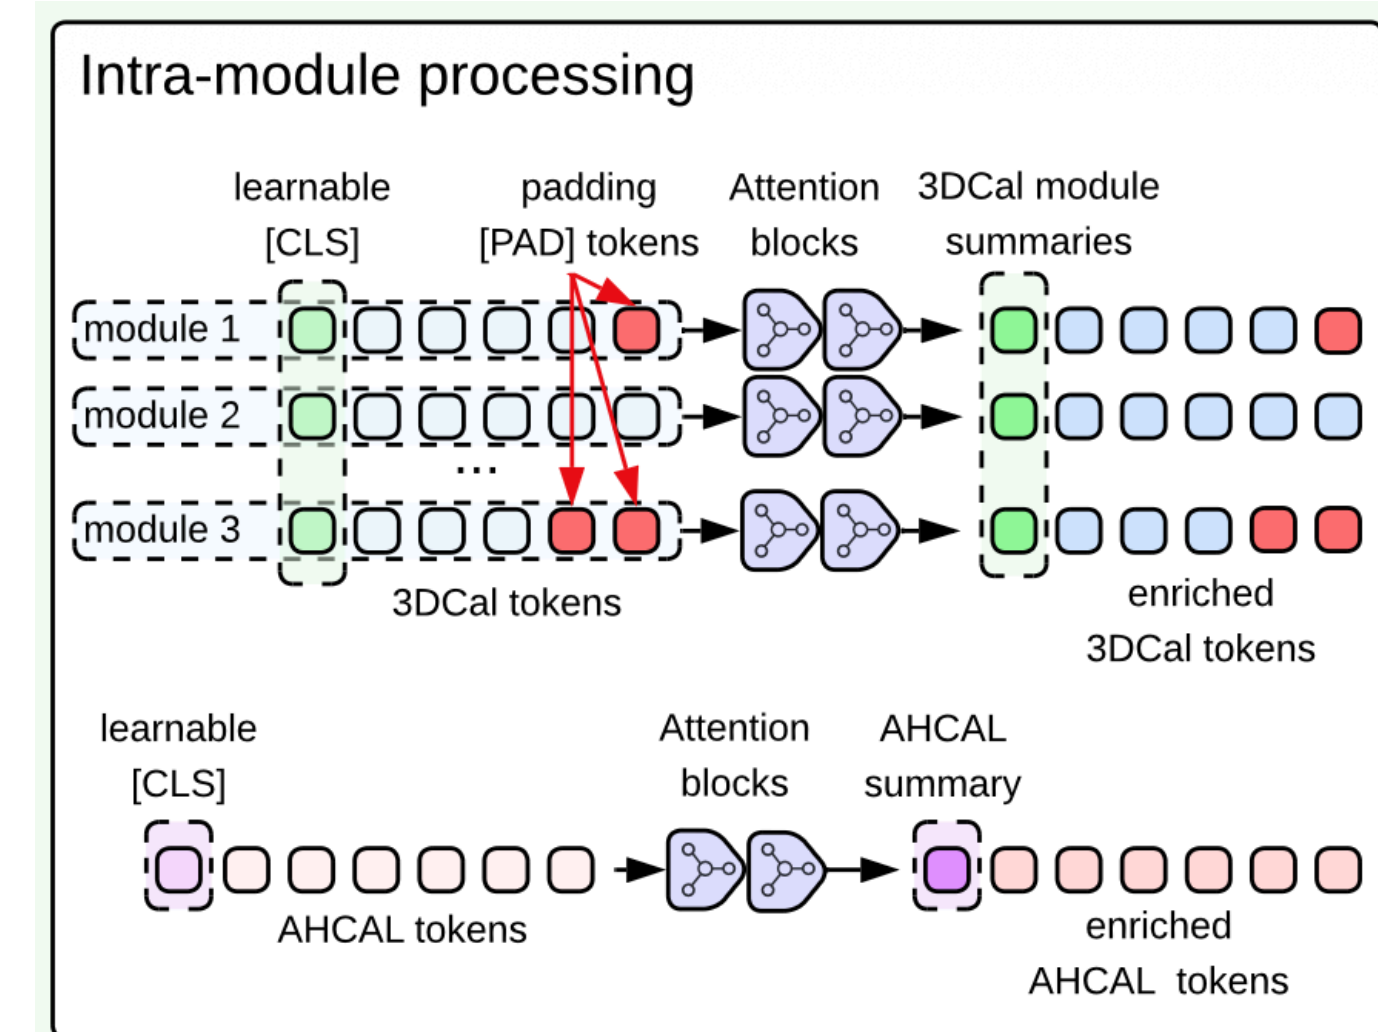 Intra-module processing
learnable
[CLS]
padding
[PAD] tokens
Attention
blocks
3DCal module
summaries
module 1
module 2
...
module 3
3DCal tokens
enriched
3DCal tokens
learnable
[CLS]
Attention
blocks
AHCAL
summary
AHCAL tokens
enriched
AHCAL tokens